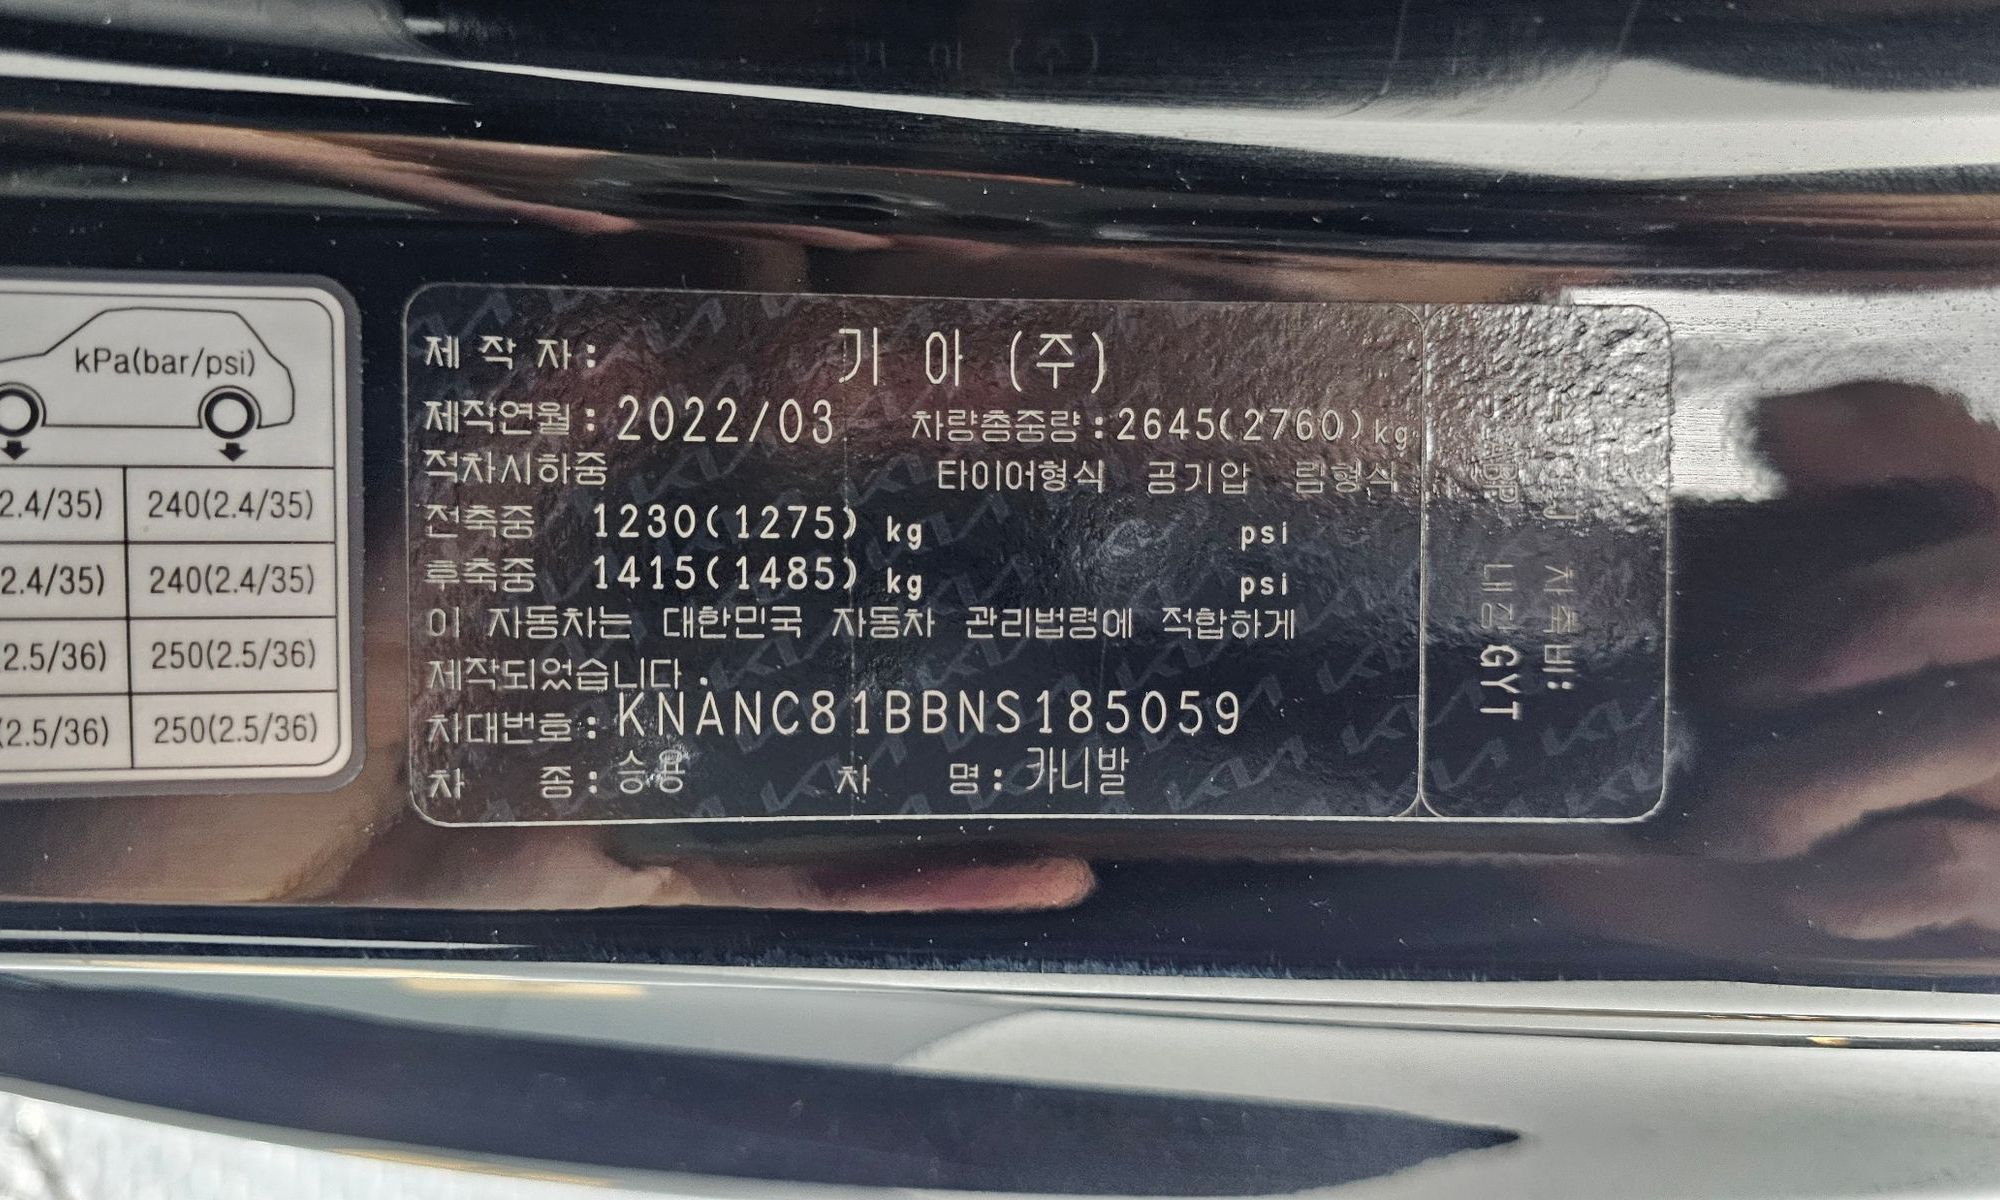 kPa(bar/psi)
2.4/35) 240(2.4/35)
2.4/35) 240(2.4/35)
2.5/36) 250(2.5/36)
(2.5/36) 250(2.5/36)
제 작 자: 기 아 (주)
제작연월: 2022/03 차량총중량:2645(2760)kg
적차시하중 타이어형식 공기압 림형식
전축중 1230(1275) kg psi
후축중 1415(1485) kg psi
이 자동차는 대한민국 자동차 관리법령에 적합하게
제작되었습니다.
차대번호: KNANC81BBNS185059
차 종: 승용 차 명: 카니발
차축비:
내장 GYT